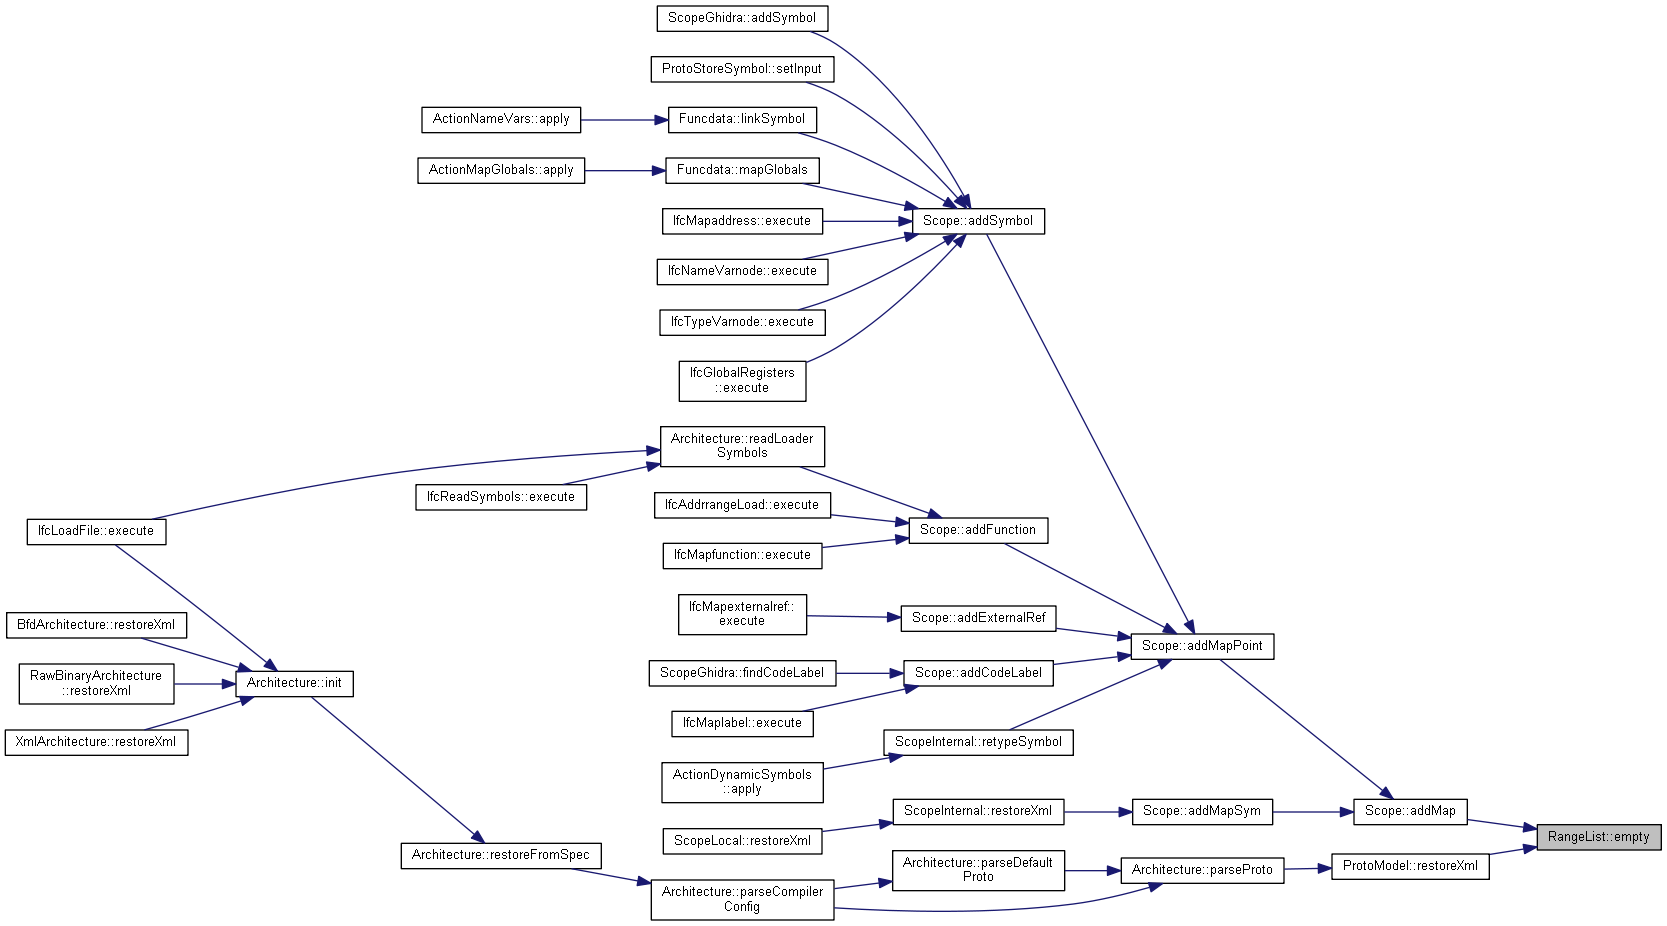 ScopeGhidra::addSymbol
ProtoStoreSymbol::setInput
ActionNameVars::apply
Funcdata::linkSymbol
ActionMapGlobals::apply
Funcdata::mapGlobals
IfcMapaddress::execute
Scope::addSymbol
IfcNameVarnode::execute
IfcTypeVarnode::execute
IfcGlobalRegisters
::execute
Architecture::readLoader
Symbols
IfcReadSymbols::execute
IfcAddrrangeLoad::execute
IfcLoadFile::execute
Scope::addFunction
IfcMapfunction::execute
IfcMapexternalref::
execute
Scope::addExternalRef
BfdArchitecture::restoreXml
Scope::addMapPoint
ScopeGhidra::findCodeLabel
Scope::addCodeLabel
RawBinaryArchitecture
::restoreXml
Architecture::init
IfcMaplabel::execute
XmlArchitecture::restoreXml
ScopeInternal::retypeSymbol
ActionDynamicSymbols
::apply
ScopeInternal::restoreXml
Scope::addMapSym
Scope::addMap
ScopeLocal::restoreXml
RangeList::empty
Architecture::restoreFromSpec
Architecture::parseDefault
Proto
Architecture::parseProto
ProtoModel::restoreXml
Architecture::parseCompiler
Config